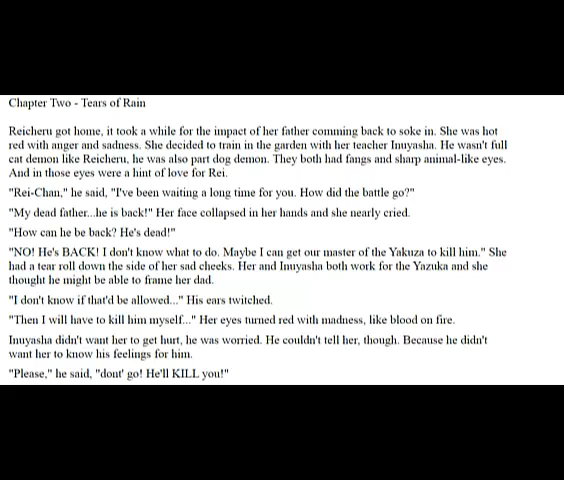 Chapter Two - Tears of Rain
Reicheru got home, it took a while for the impact of her father comming back to soke in. She was hot
red with anger and sadness. She decided to train in the garden with her teacher Inuyasha. He wasn't full
cat demon like Reicheru, he was also part dog demon. They both had fangs and sharp animal-like eyes.
And in those eyes were a hint of love for Rei.
"Rei-Chan," he said, "I've been waiting a long time for you. How did the battle go?"
"My dead father...he is back!" Her face collapsed in her hands and she nearly cried.
"How can he be back? He's dead!"
"NO! He's BACK! I don't know what to do. Maybe I can get our master of the Yakuza to kill him." She
had a tear roll down the side of her sad cheeks. Her and Inuyasha both work for the Yazuka and she
thought he might be able to frame her dad.
"I don't know if that'd be allowed..." His ears twitched.
"Then I will have to kill him myself..." Her eyes turned red with madness, like blood on fire.
Inuyasha didn't want her to get hurt, he was worried. He couldn't tell her, though. Because he didn't
want her to know his feelings for him.
"Please," he said, "dont' go! He'll KILL you!"